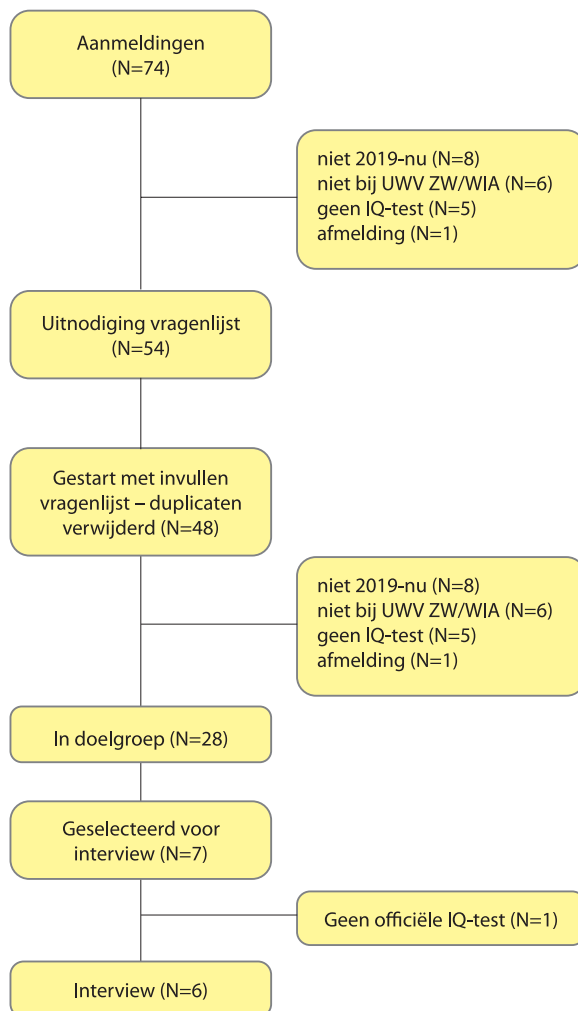 Aanmeldingen
(N=74)
niet 2019-nu (N=8)
niet bij UWV ZW/WIA (N=6)
geen IQ-test (N=5)
afmelding (N=1)
Uitnodiging vragenlijst
(N=54)
Gestart met invullen
vragenlijst – duplicaten
verwijderd (N=48)
niet 2019-nu (N=8)
niet bij UWV ZW/WIA (N=6)
geen IQ-test (N=5)
afmelding (N=1)
In doelgroep (N=28)
Geselecteerd voor
interview (N=7)
Geen officiële IQ-test (N=1)
Interview (N=6)